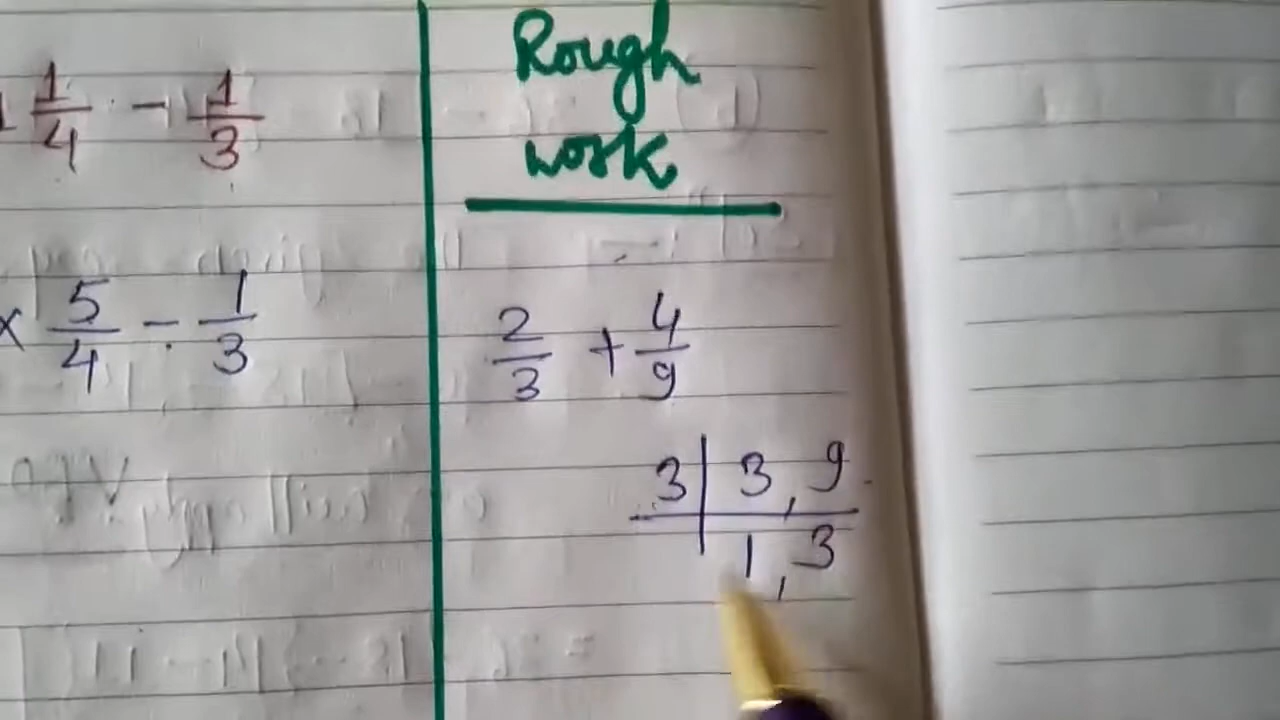 1 1/4 - 1/3
× 5/4 - 1/3
Rough
work
2/3 + 4/9
3 | 3, 9
1, 3